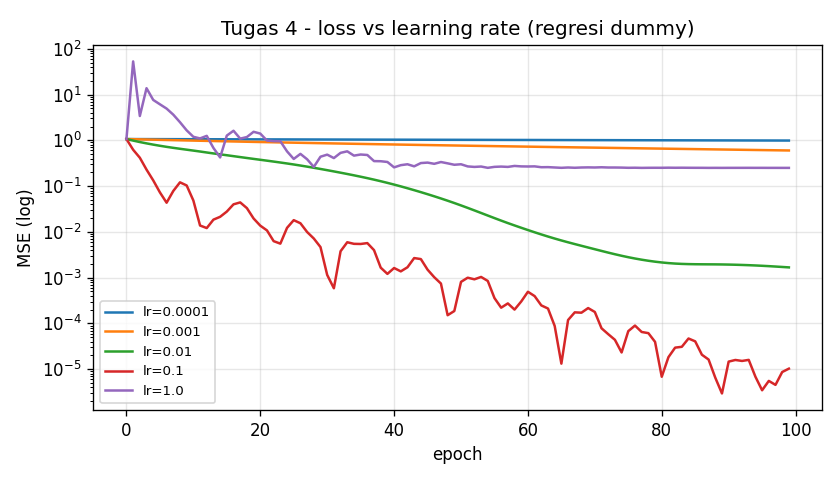 Tugas 4 - loss vs learning rate (regresi dummy)
MSE (log)
10²
10¹
10⁰
10⁻¹
10⁻²
10⁻³
10⁻⁴
10⁻⁵
lr=0.0001
lr=0.001
lr=0.01
lr=0.1
lr=1.0
0 20 40 60 80 100
epoch